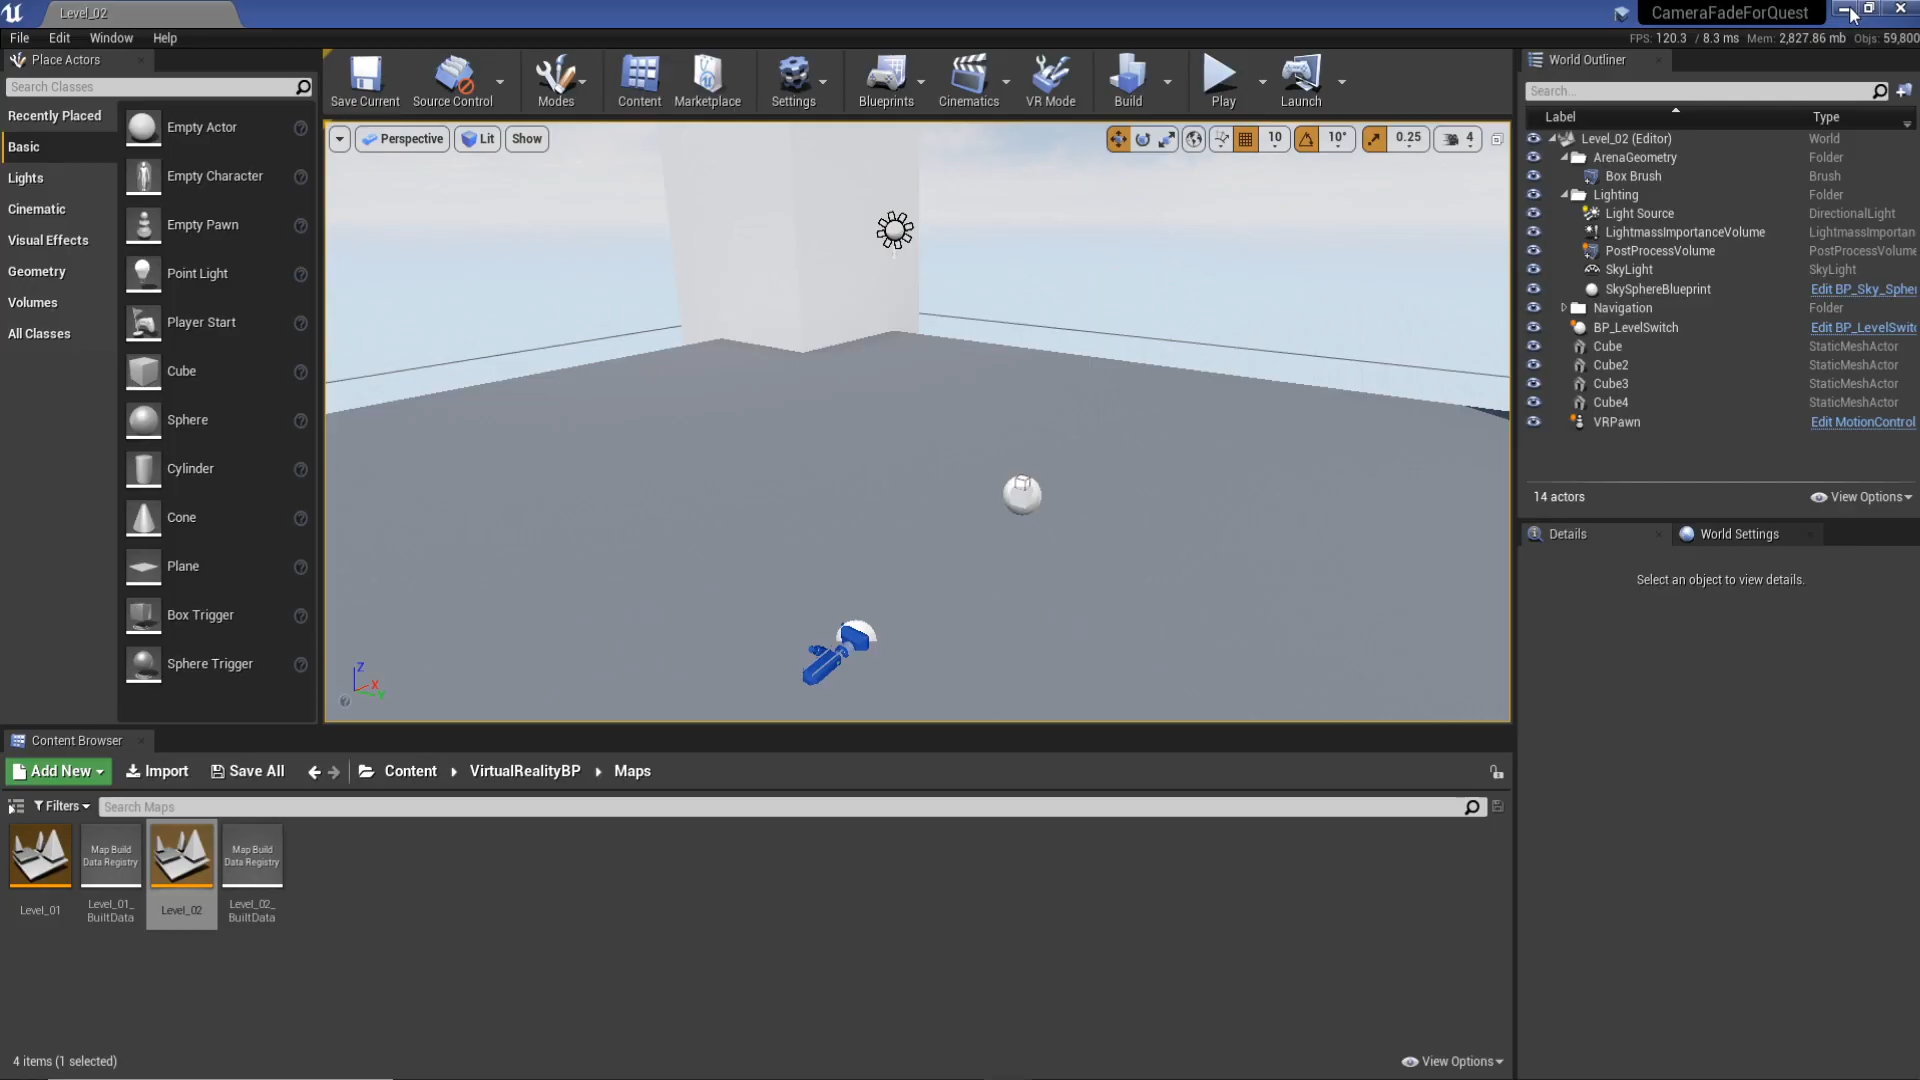 Level_02
CameraFadeForQuest
File Edit Window Help
FPS: 120.3 / 8.3 ms Mem: 2,827.86 mb Objs: 59,800
Place Actors
Search Classes
Recently Placed
Basic
Lights
Cinematic
Visual Effects
Geometry
Volumes
All Classes
Empty Actor
Empty Character
Empty Pawn
Point Light
Player Start
Cube
Sphere
Cylinder
Cone
Plane
Box Trigger
Sphere Trigger
Save Current
Source Control
Modes
Content
Marketplace
Settings
Blueprints
Cinematics
VR Mode
Build
Play
Launch
Perspective
Lit
Show
10
10°
0.25
4
Z
X
Y
World Outliner
Search...
Label Type
Level_02 (Editor) World
ArenaGeometry Folder
Box Brush Brush
Lighting Folder
Light Source DirectionalLight
LightmassImportanceVolume LightmassImportan
PostProcessVolume PostProcessVolume
SkyLight SkyLight
SkySphereBlueprint Edit BP_Sky_Spher
Navigation Folder
BP_LevelSwitch Edit BP_LevelSwitc
Cube StaticMeshActor
Cube2 StaticMeshActor
Cube3 StaticMeshActor
Cube4 StaticMeshActor
VRPawn Edit MotionControl
14 actors
View Options
Details
World Settings
Select an object to view details.
Content Browser
Add New
Import
Save All
Content
VirtualRealityBP
Maps
Filters
Search Maps
Map Build
Data Registry
Map Build
Data Registry
Level_01
Level_01_
BuiltData
Level_02
Level_02_
BuiltData
4 items (1 selected)
View Options